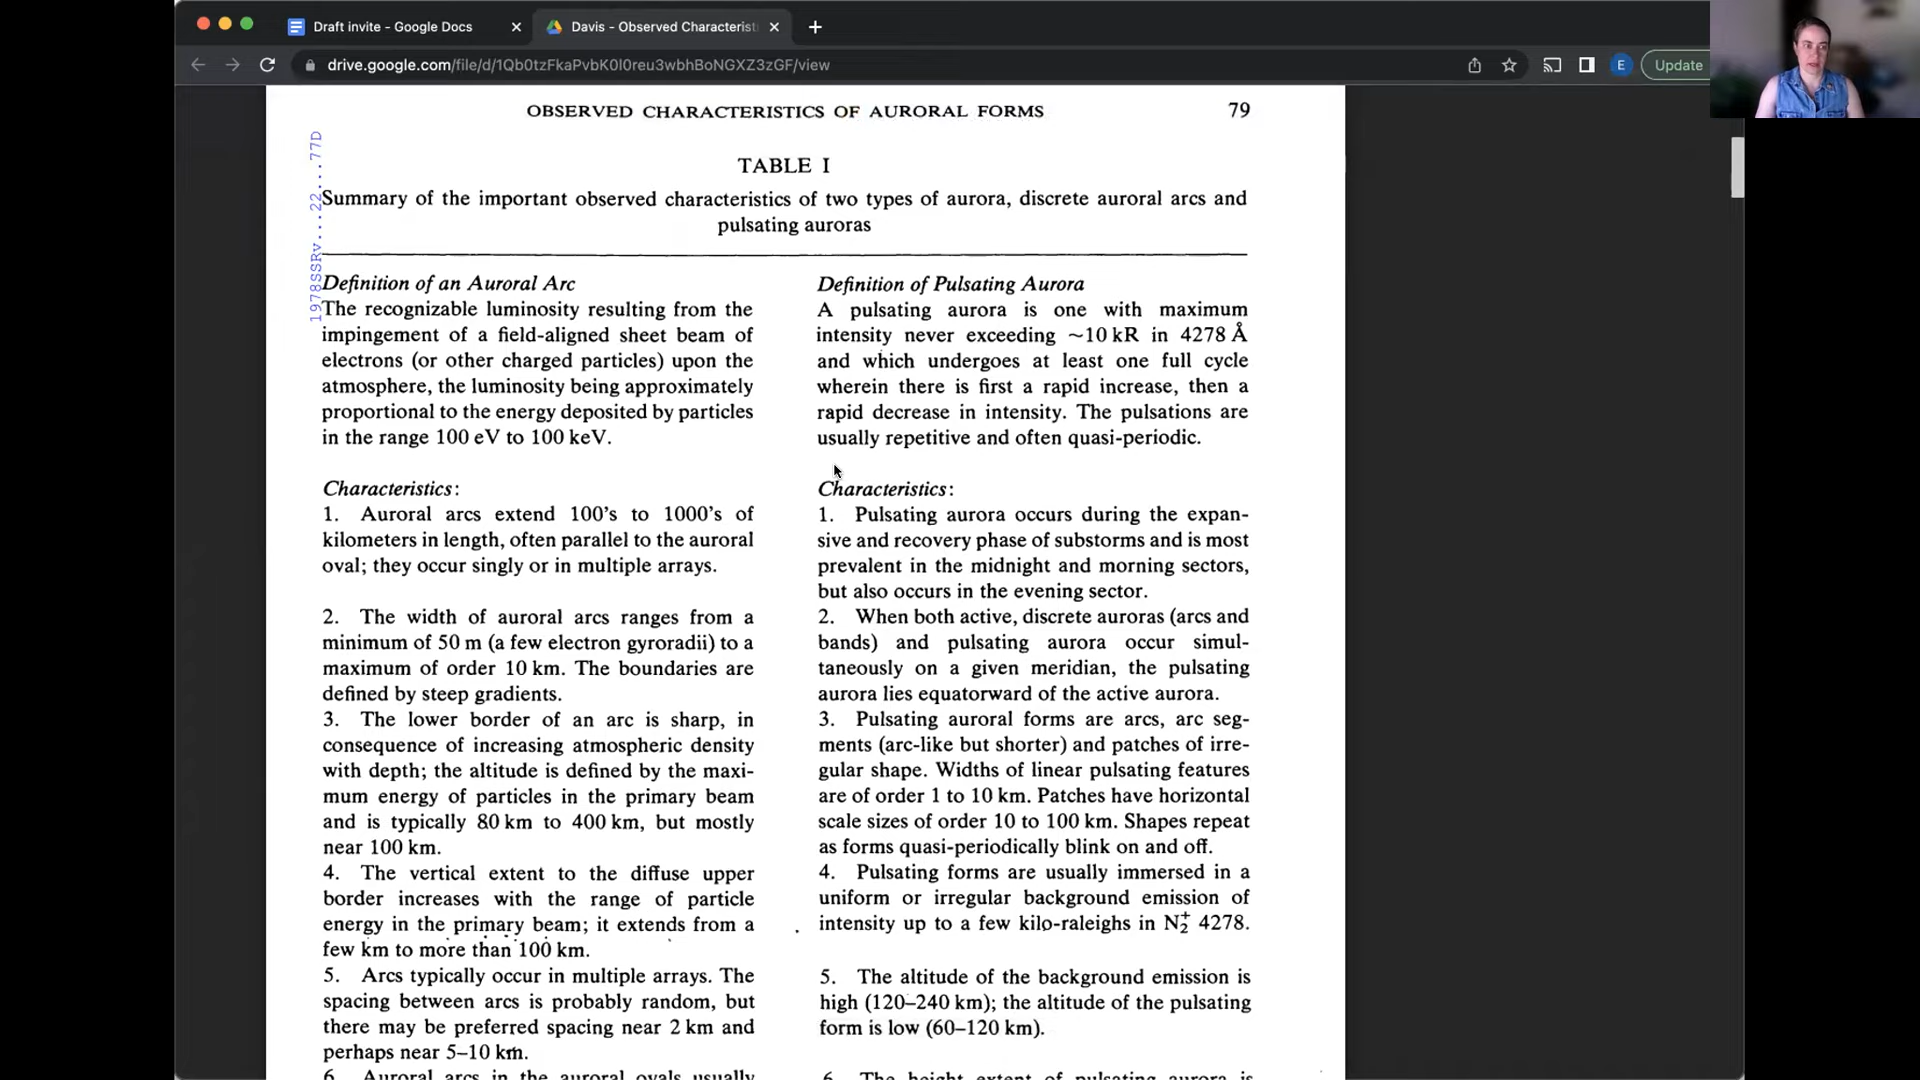 Draft invite - Google Docs
Davis - Observed Characterist
drive.google.com/file/d/1Qb0tzFkaPvbK0l0reu3wbhBoNGXZ3zGF/view
E
Update
OBSERVED CHARACTERISTICS OF AURORAL FORMS
79
1978SSRv...22...77D
TABLE I
Summary of the important observed characteristics of two types of aurora, discrete auroral arcs and
pulsating auroras
Definition of an Auroral Arc
The recognizable luminosity resulting from the
impingement of a field-aligned sheet beam of
electrons (or other charged particles) upon the
atmosphere, the luminosity being approximately
proportional to the energy deposited by particles
in the range 100 eV to 100 keV.
Characteristics:
1. Auroral arcs extend 100's to 1000's of
kilometers in length, often parallel to the auroral
oval; they occur singly or in multiple arrays.
2. The width of auroral arcs ranges from a
minimum of 50 m (a few electron gyroradii) to a
maximum of order 10 km. The boundaries are
defined by steep gradients.
3. The lower border of an arc is sharp, in
consequence of increasing atmospheric density
with depth; the altitude is defined by the maxi-
mum energy of particles in the primary beam
and is typically 80 km to 400 km, but mostly
near 100 km.
4. The vertical extent to the diffuse upper
border increases with the range of particle
energy in the primary beam; it extends from a
few km to more than 100 km.
5. Arcs typically occur in multiple arrays. The
spacing between arcs is probably random, but
there may be preferred spacing near 2 km and
perhaps near 5–10 km.
6. Auroral arcs in the auroral ovals usually
Definition of Pulsating Aurora
A pulsating aurora is one with maximum
intensity never exceeding ~10 kR in 4278 Å
and which undergoes at least one full cycle
wherein there is first a rapid increase, then a
rapid decrease in intensity. The pulsations are
usually repetitive and often quasi-periodic.
Characteristics:
1. Pulsating aurora occurs during the expan-
sive and recovery phase of substorms and is most
prevalent in the midnight and morning sectors,
but also occurs in the evening sector.
2. When both active, discrete auroras (arcs and
bands) and pulsating aurora occur simul-
taneously on a given meridian, the pulsating
aurora lies equatorward of the active aurora.
3. Pulsating auroral forms are arcs, arc seg-
ments (arc-like but shorter) and patches of irre-
gular shape. Widths of linear pulsating features
are of order 1 to 10 km. Patches have horizontal
scale sizes of order 10 to 100 km. Shapes repeat
as forms quasi-periodically blink on and off.
4. Pulsating forms are usually immersed in a
uniform or irregular background emission of
intensity up to a few kilo-raleighs in N₂⁺ 4278.
5. The altitude of the background emission is
high (120–240 km); the altitude of the pulsating
form is low (60–120 km).
6. The height extent of pulsating aurora is